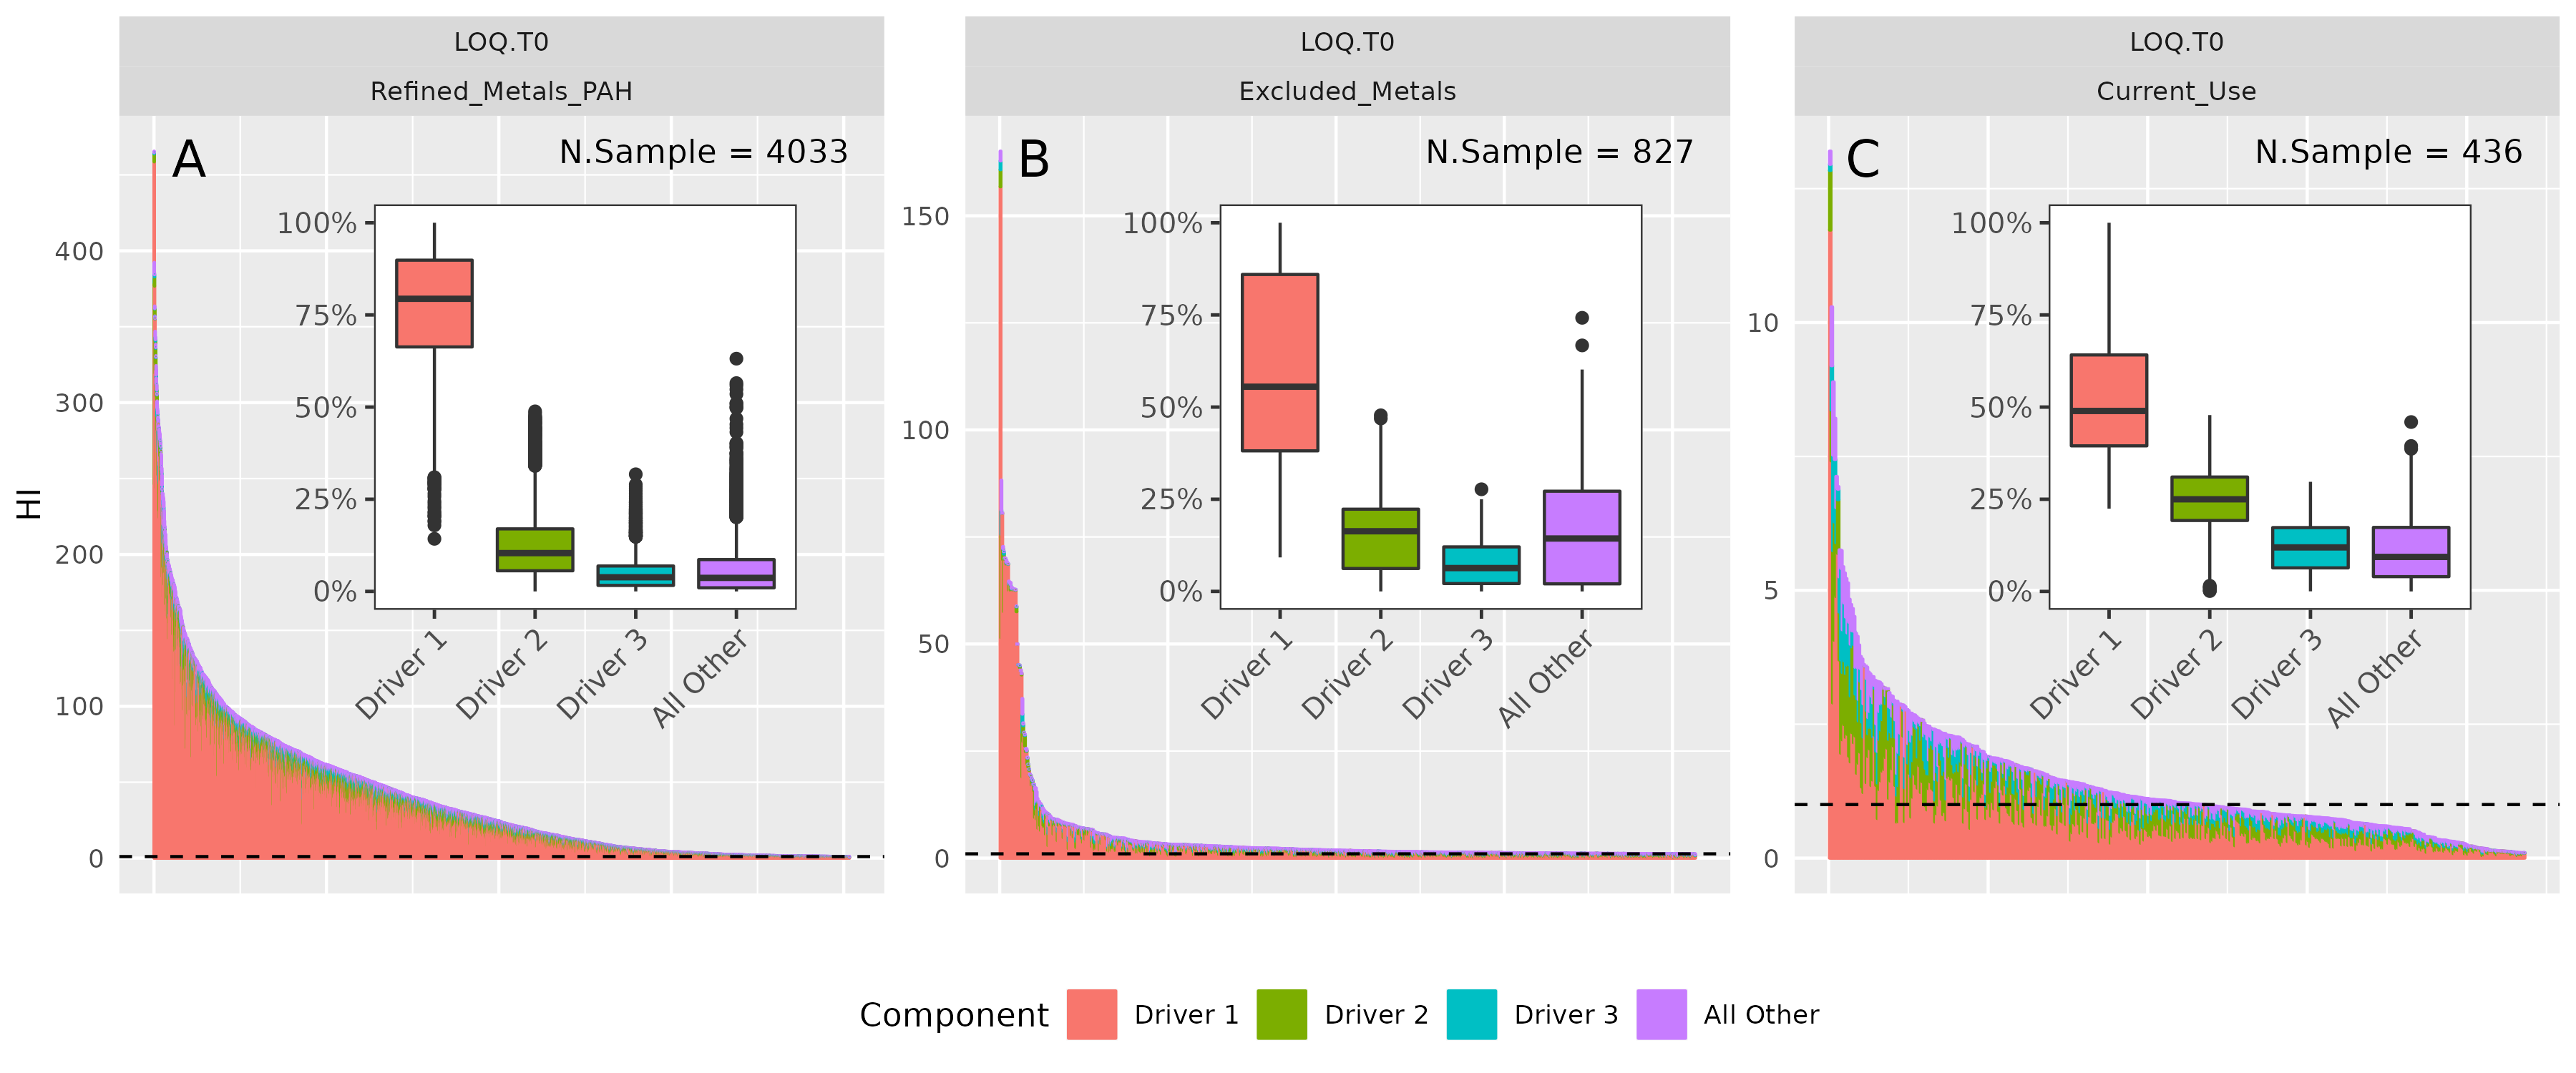 LOQ.T0
Refined_Metals_PAH
A
N.Sample = 4033
HI
400
300
200
100
0
100%
75%
50%
25%
0%
Driver 1
Driver 2
Driver 3
All Other
LOQ.T0
Excluded_Metals
B
N.Sample = 827
150
100
50
0
100%
75%
50%
25%
0%
Driver 1
Driver 2
Driver 3
All Other
LOQ.T0
Current_Use
C
N.Sample = 436
10
5
0
100%
75%
50%
25%
0%
Driver 1
Driver 2
Driver 3
All Other
Component Driver 1 Driver 2 Driver 3 All Other